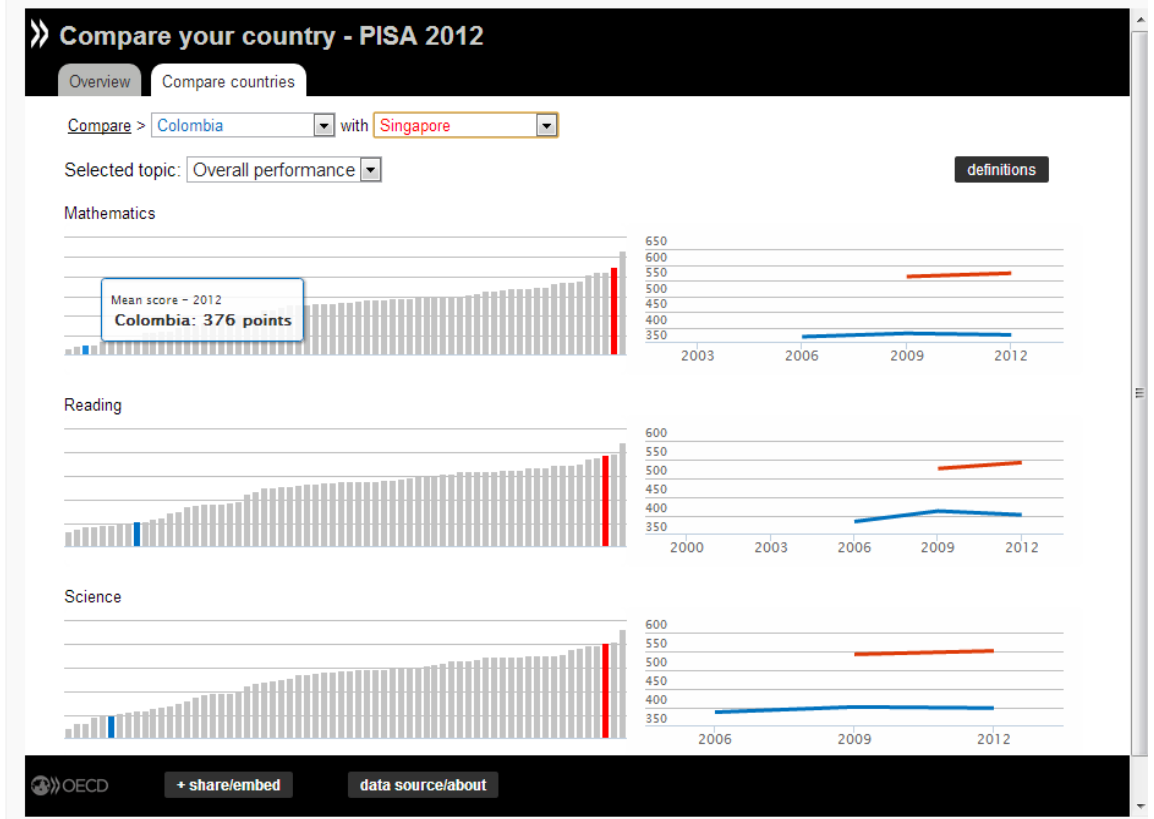 Compare your country - PISA 2012
Overview
Compare countries
Compare > Colombia with Singapore
Selected topic: Overall performance
definitions
Mathematics
Mean score - 2012
Colombia: 376 points
650
600
550
500
450
400
350
2003 2006 2009 2012
Reading
600
550
500
450
400
350
2000 2003 2006 2009 2012
Science
600
550
500
450
400
350
2006 2009 2012
OECD
+ share/embed
data source/about